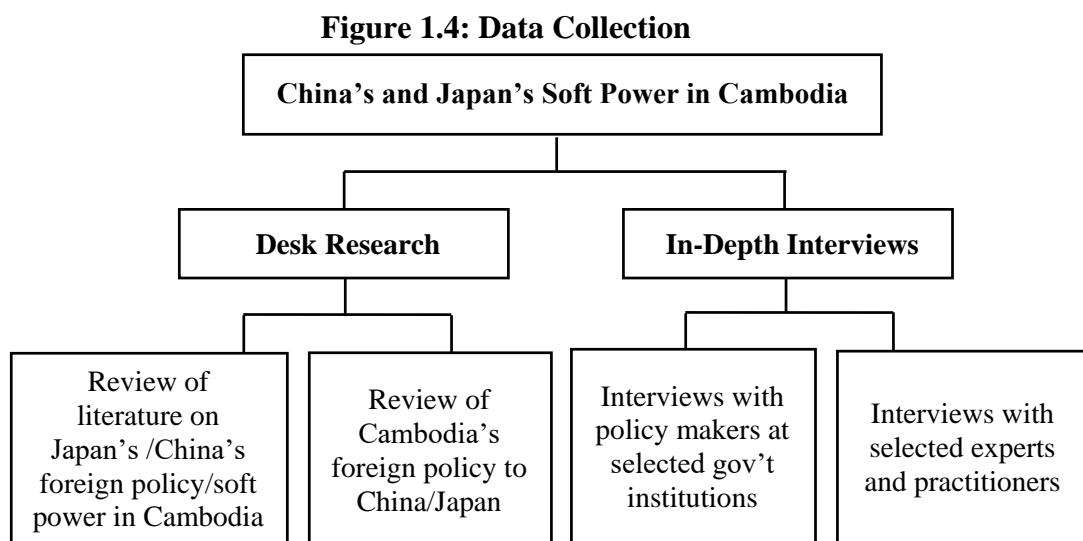 Figure 1.4: Data Collection
China's and Japan's Soft Power in Cambodia
Desk Research
In-Depth Interviews
Review of
literature on
Japan's /China's
foreign policy/soft
power in Cambodia
Review of
Cambodia's
foreign policy to
China/Japan
Interviews with
policy makers at
selected gov't
institutions
Interviews with
selected experts
and practitioners